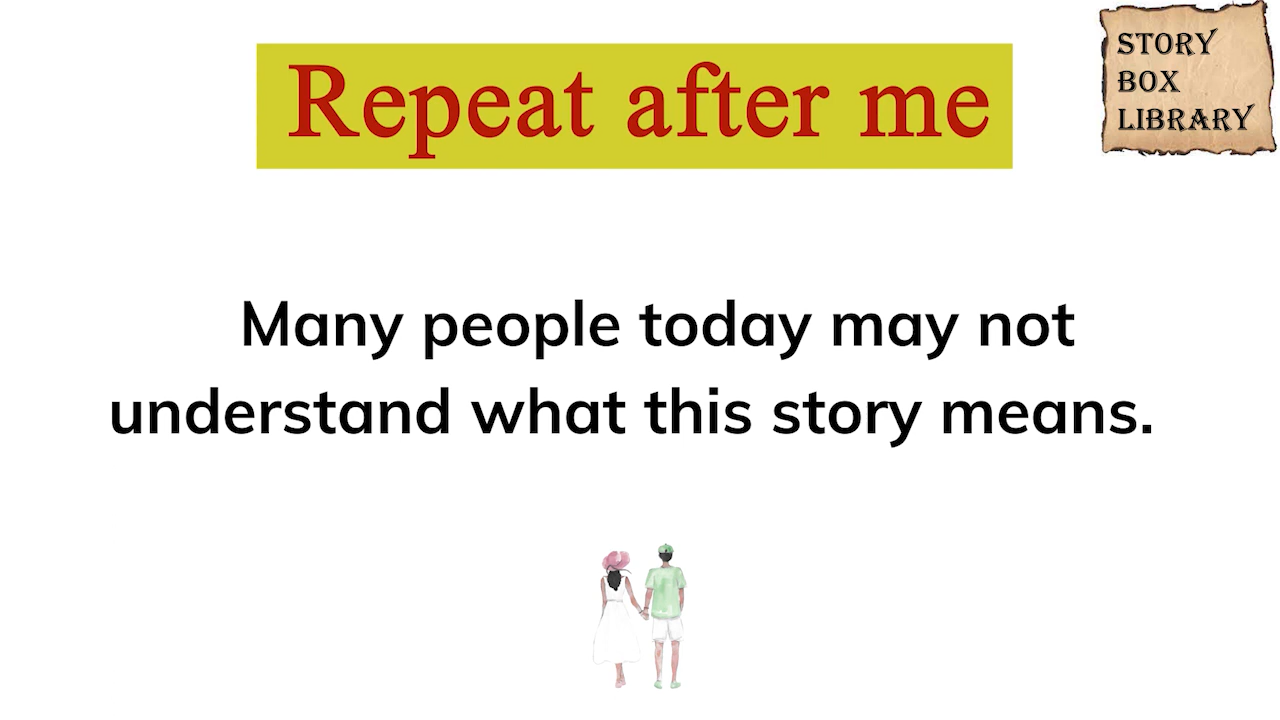 Repeat after me
STORY
BOX
LIBRARY
Many people today may not
understand what this story means.